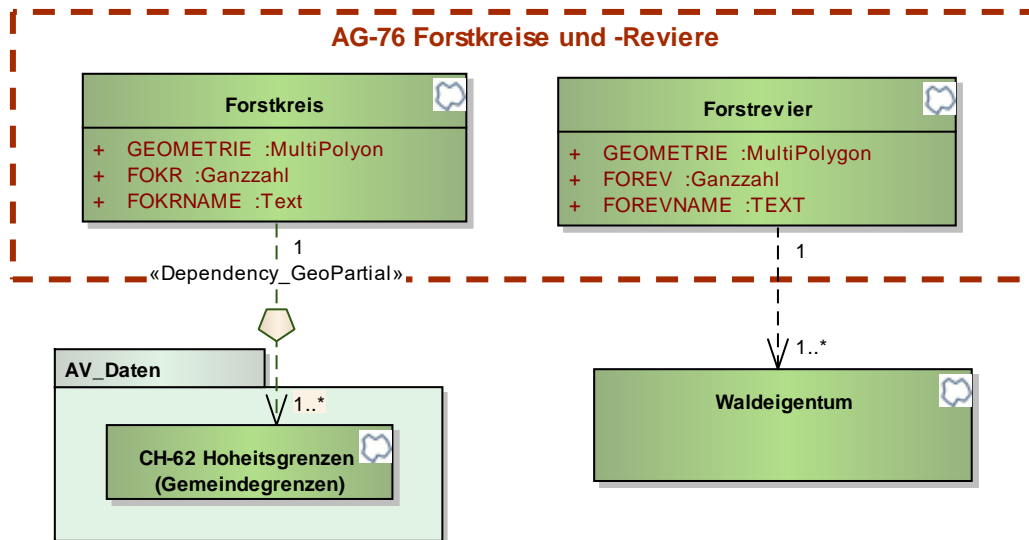 AG-76 Forstkreise und -Reviere
Forstkreis
+ GEOMETRIE :MultiPolyon
+ FOKR :Ganzzahl
+ FOKRNAME :Text
Forstrevier
+ GEOMETRIE :MultiPolygon
+ FOREV :Ganzzahl
+ FOREVNAME :TEXT
1
«Dependency_GeoPartial»
1
AV_Daten
1..*
CH-62 Hoheitsgrenzen
(Gemeindegrenzen)
1..*
Waldeigentum